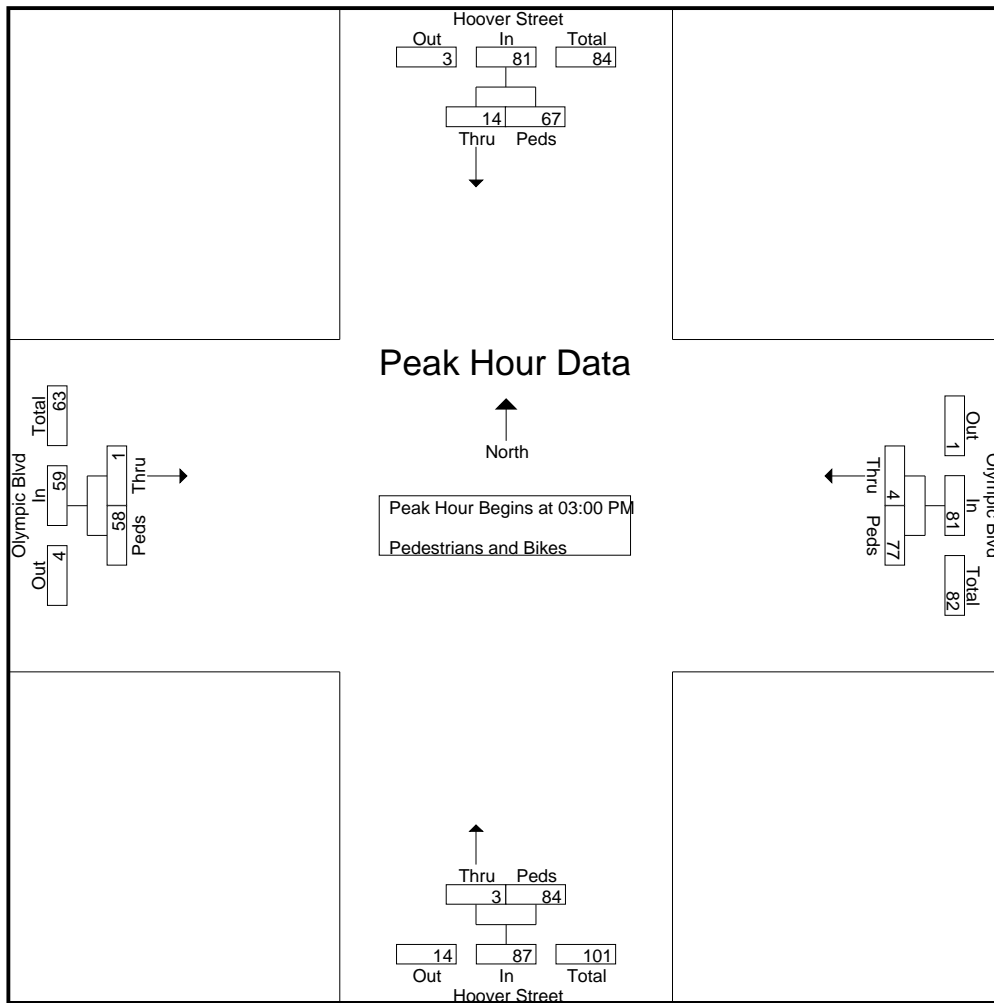 Hoover Street
Out In Total
3 81 84
14 67
Thru Peds
Peak Hour Data
North
Peak Hour Begins at 03:00 PM
Pedestrians and Bikes
Olympic Blvd
Total In Out
63 59 4
1 58
Thru Peds
Olympic Blvd
Out In Total
1 81 82
4 77
Thru Peds
Thru Peds
3 84
14 87 101
Out In Total
Hoover Street